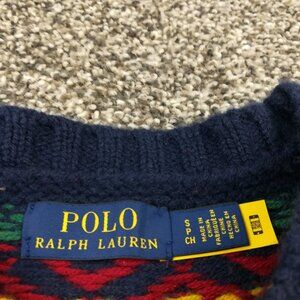 POLO
RALPH LAUREN
S
P
CH
MADE IN
CHINA
FABRIQUÉ EN
CHINE
HECHO EN
CHINA